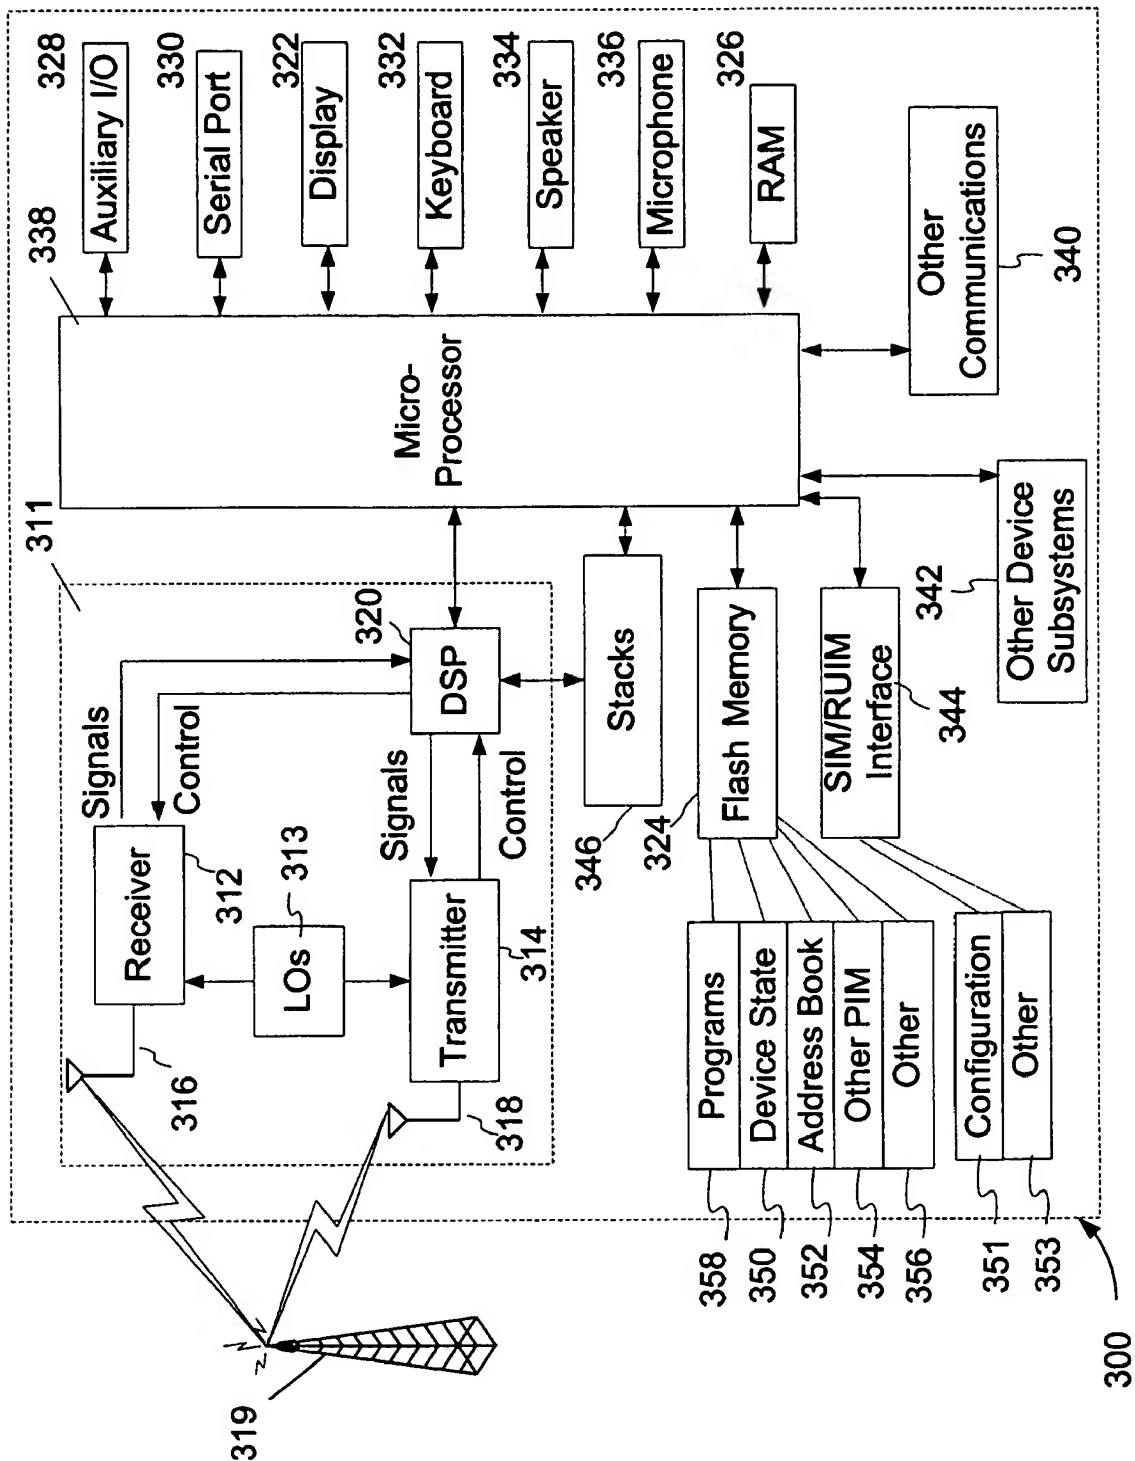 311
338
328
Auxiliary I/O
330
Serial Port
322
Display
332
Keyboard
334
Speaker
336
Microphone
326
RAM
Micro-
Processor
Signals
Control
Receiver
312
316
LOs
313
Signals
Control
Transmitter
314
318
DSP
320
319
Stacks
346
Flash Memory
324
Programs
358
Device State
350
Address Book
352
Other PIM
354
Other
356
SIM/RUIM
Interface
344
Configuration
351
Other
353
Other Device
Subsystems
342
Other
Communications
340
300